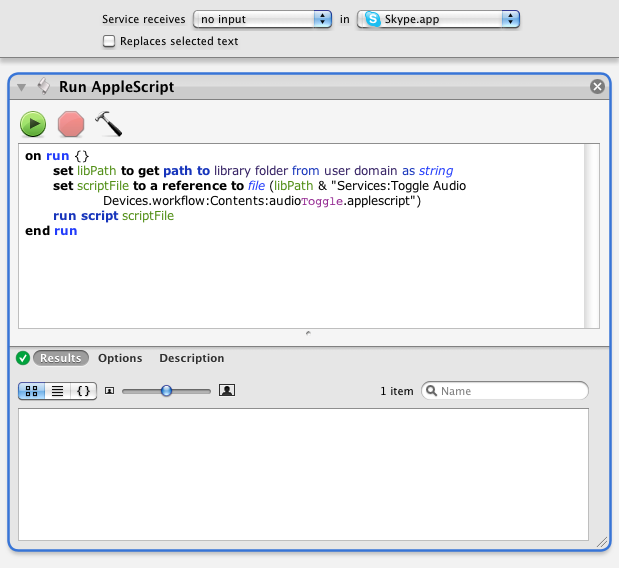 Service receives no input in Skype.app
Replaces selected text
Run AppleScript
on run {}
set libPath to get path to library folder from user domain as string
set scriptFile to a reference to file (libPath & "Services:Toggle Audio
Devices.workflow:Contents:audioToggle.applescript")
run script scriptFile
end run
Results Options Description
{} 1 item Name